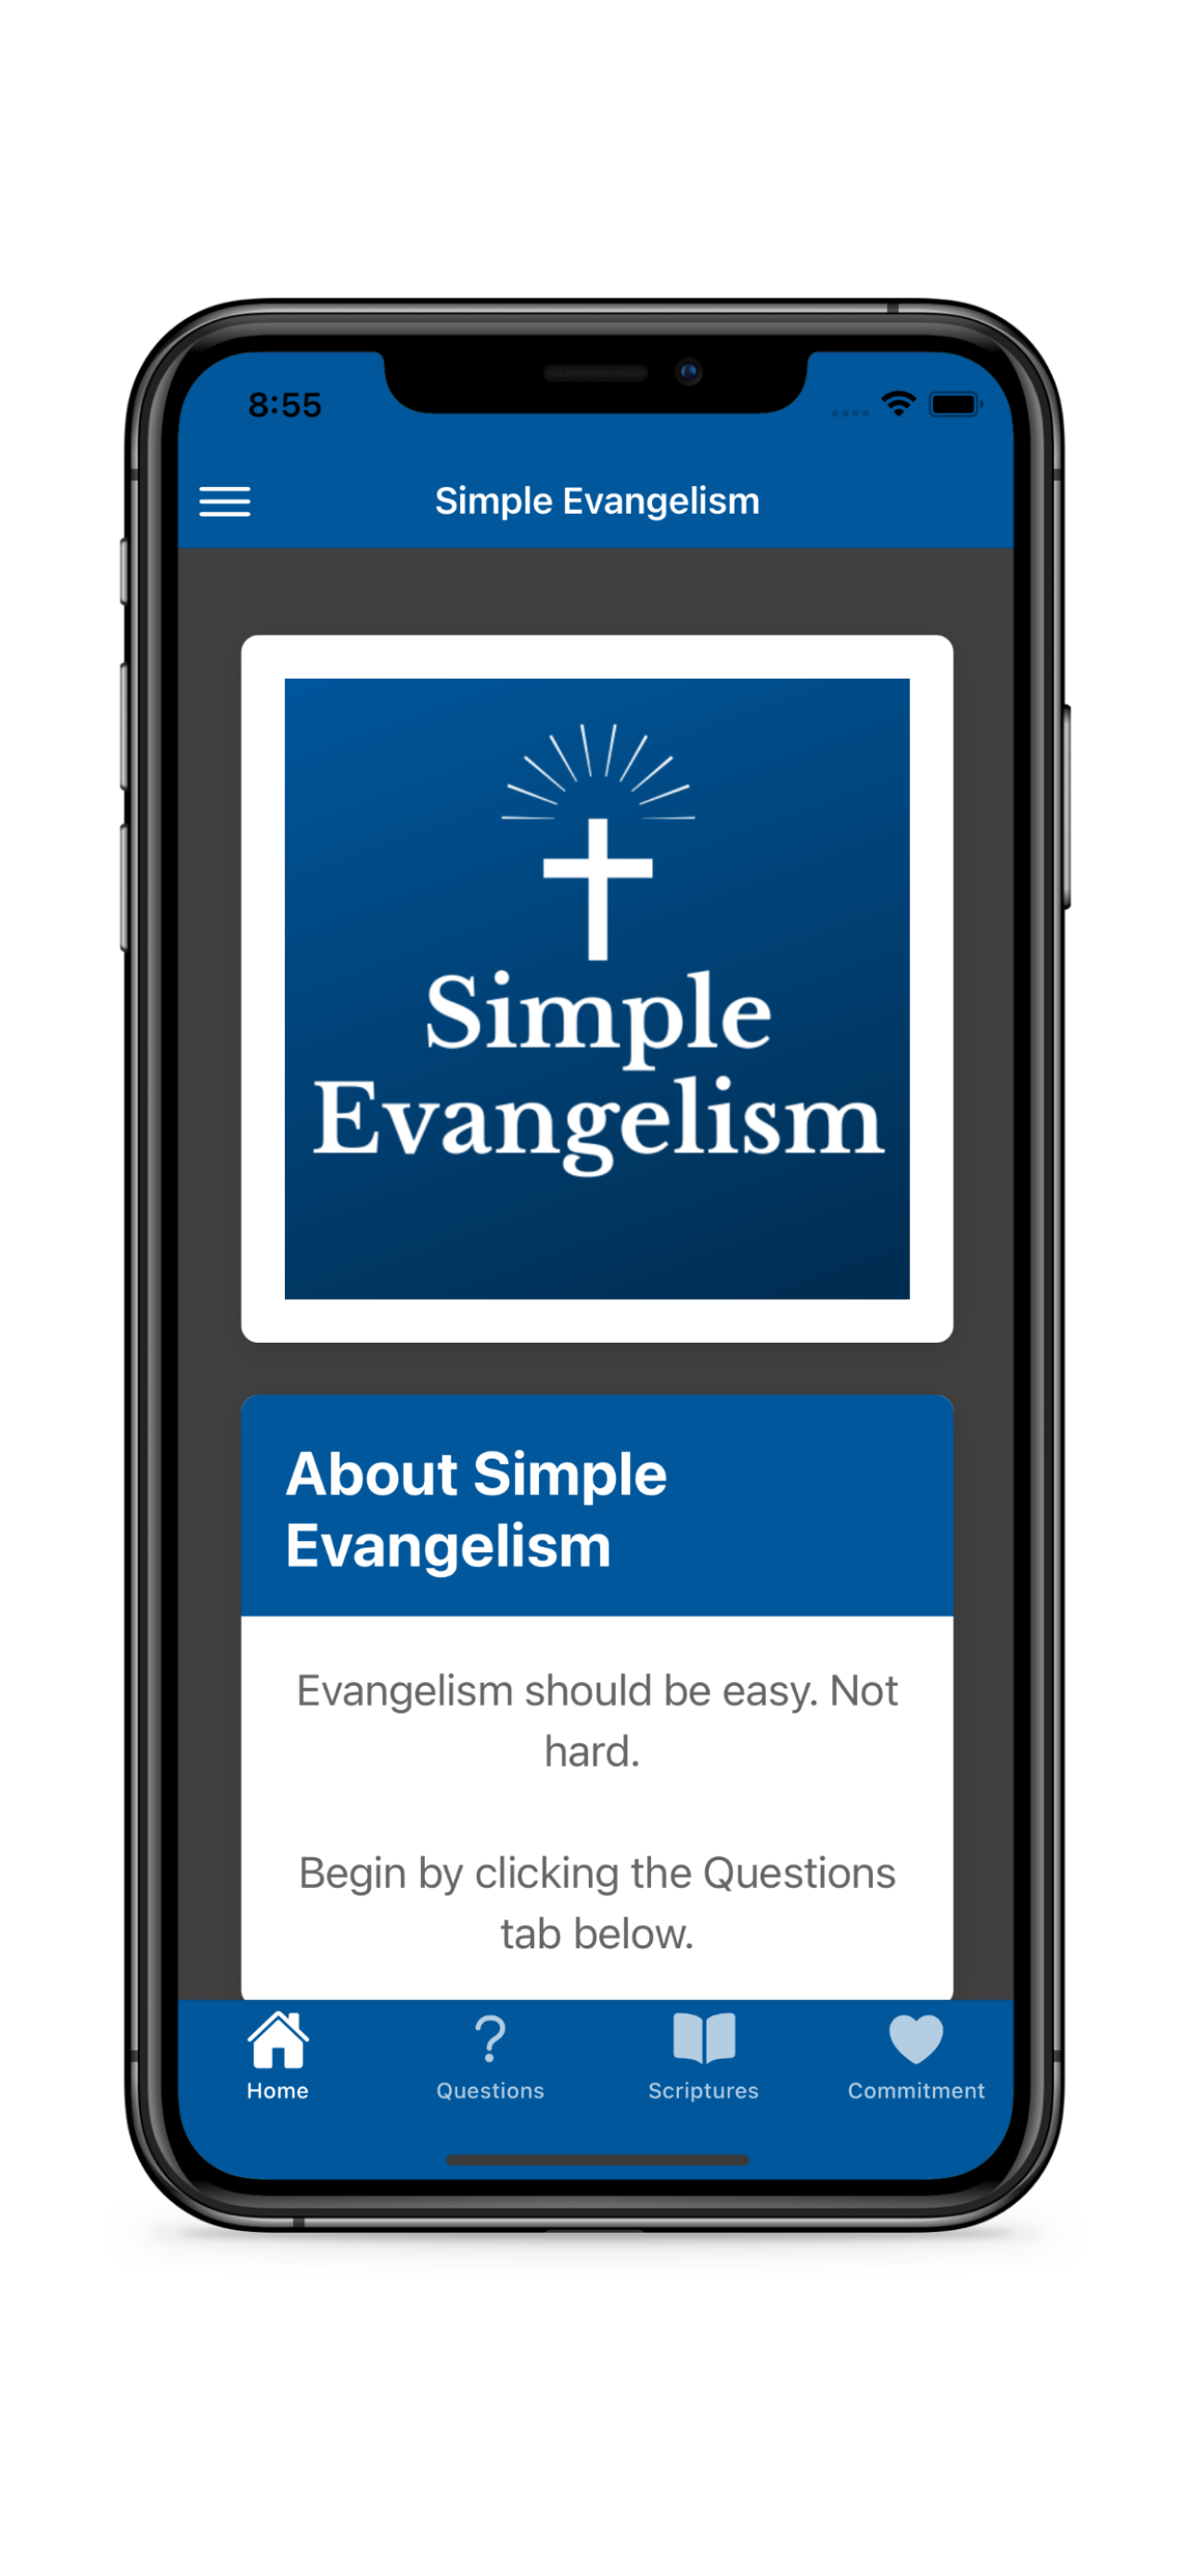 8:55
Simple Evangelism
Simple
Evangelism
About Simple
Evangelism
Evangelism should be easy. Not
hard.
Begin by clicking the Questions
tab below.
Home
Questions
Scriptures
Commitment